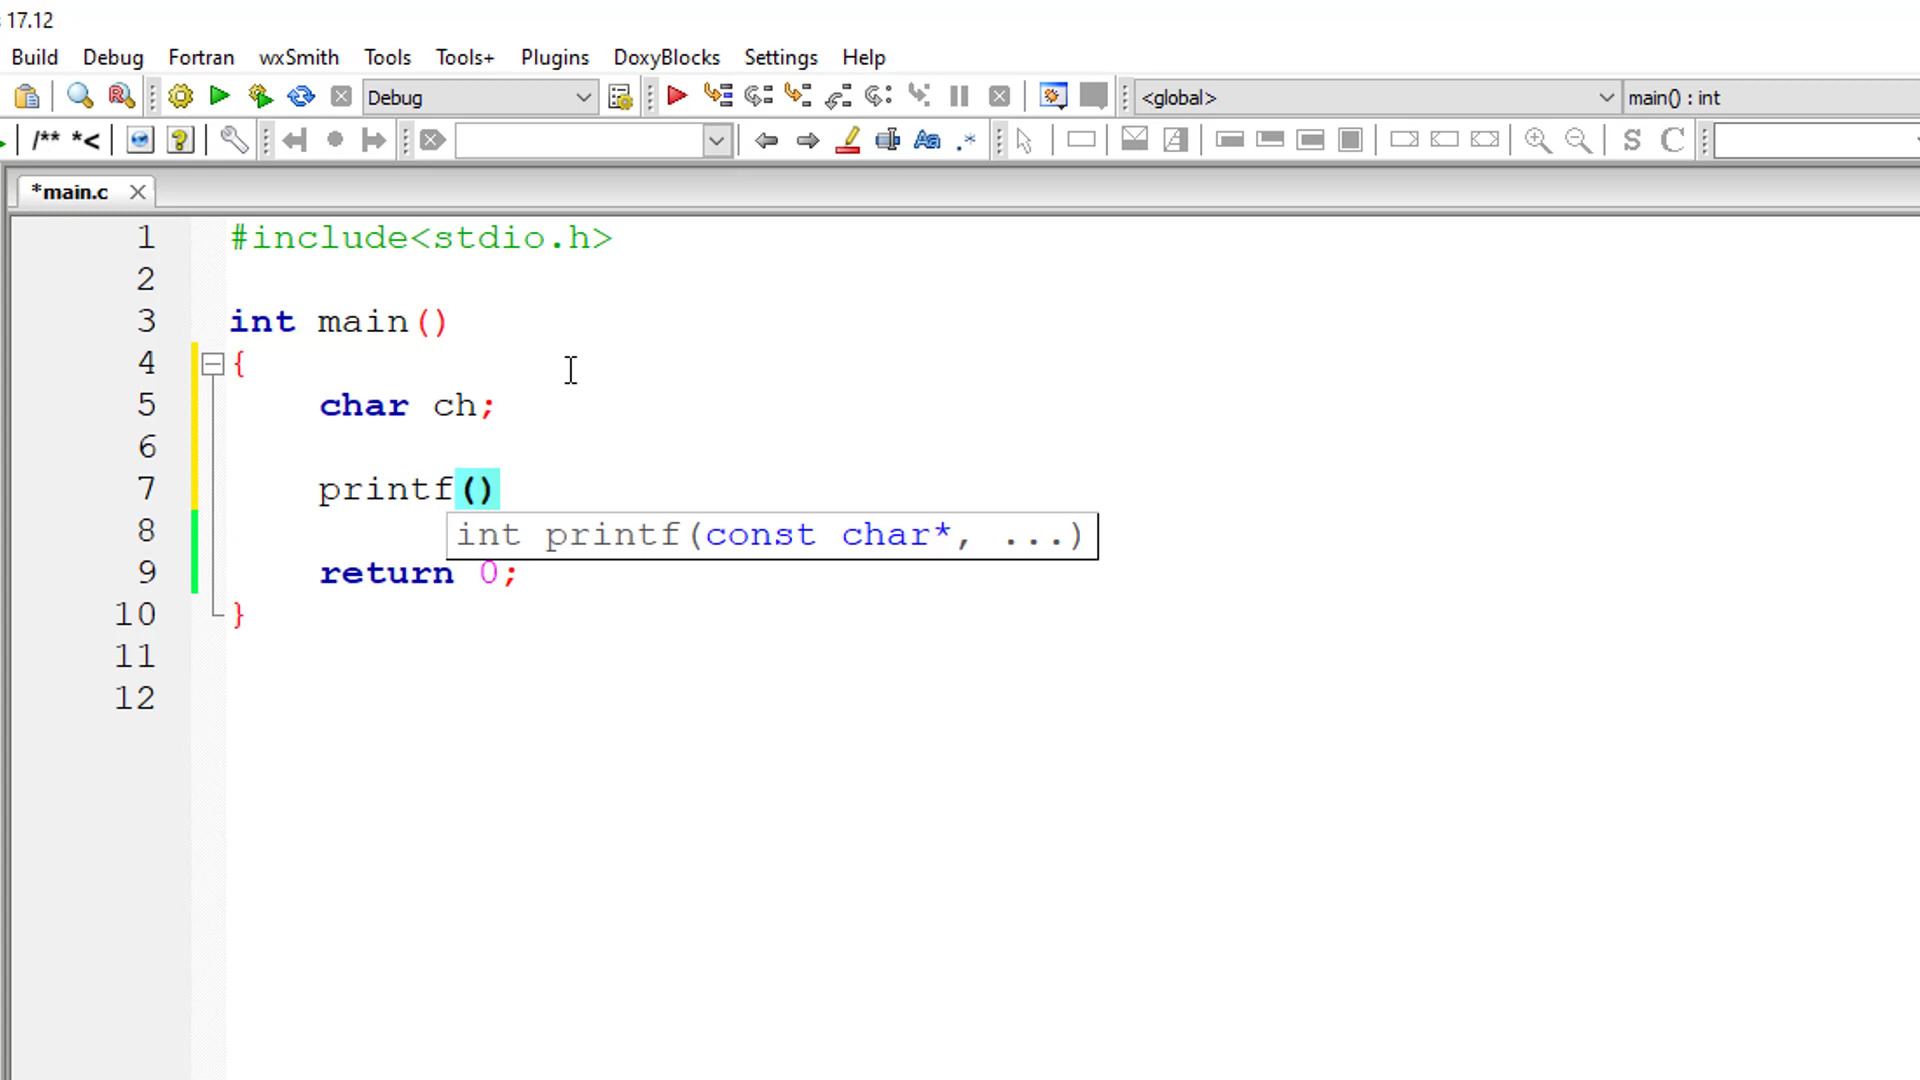 17.12
Build Debug Fortran wxSmith Tools Tools+ Plugins DoxyBlocks Settings Help
Debug <global> main() : int
/** *< Aa .* S C
*main.c
1 #include<stdio.h>
2
3 int main()
4 {
5 char ch;
6
7 printf()
8 int printf(const char*, ...)
9 return 0;
10 }
11
12